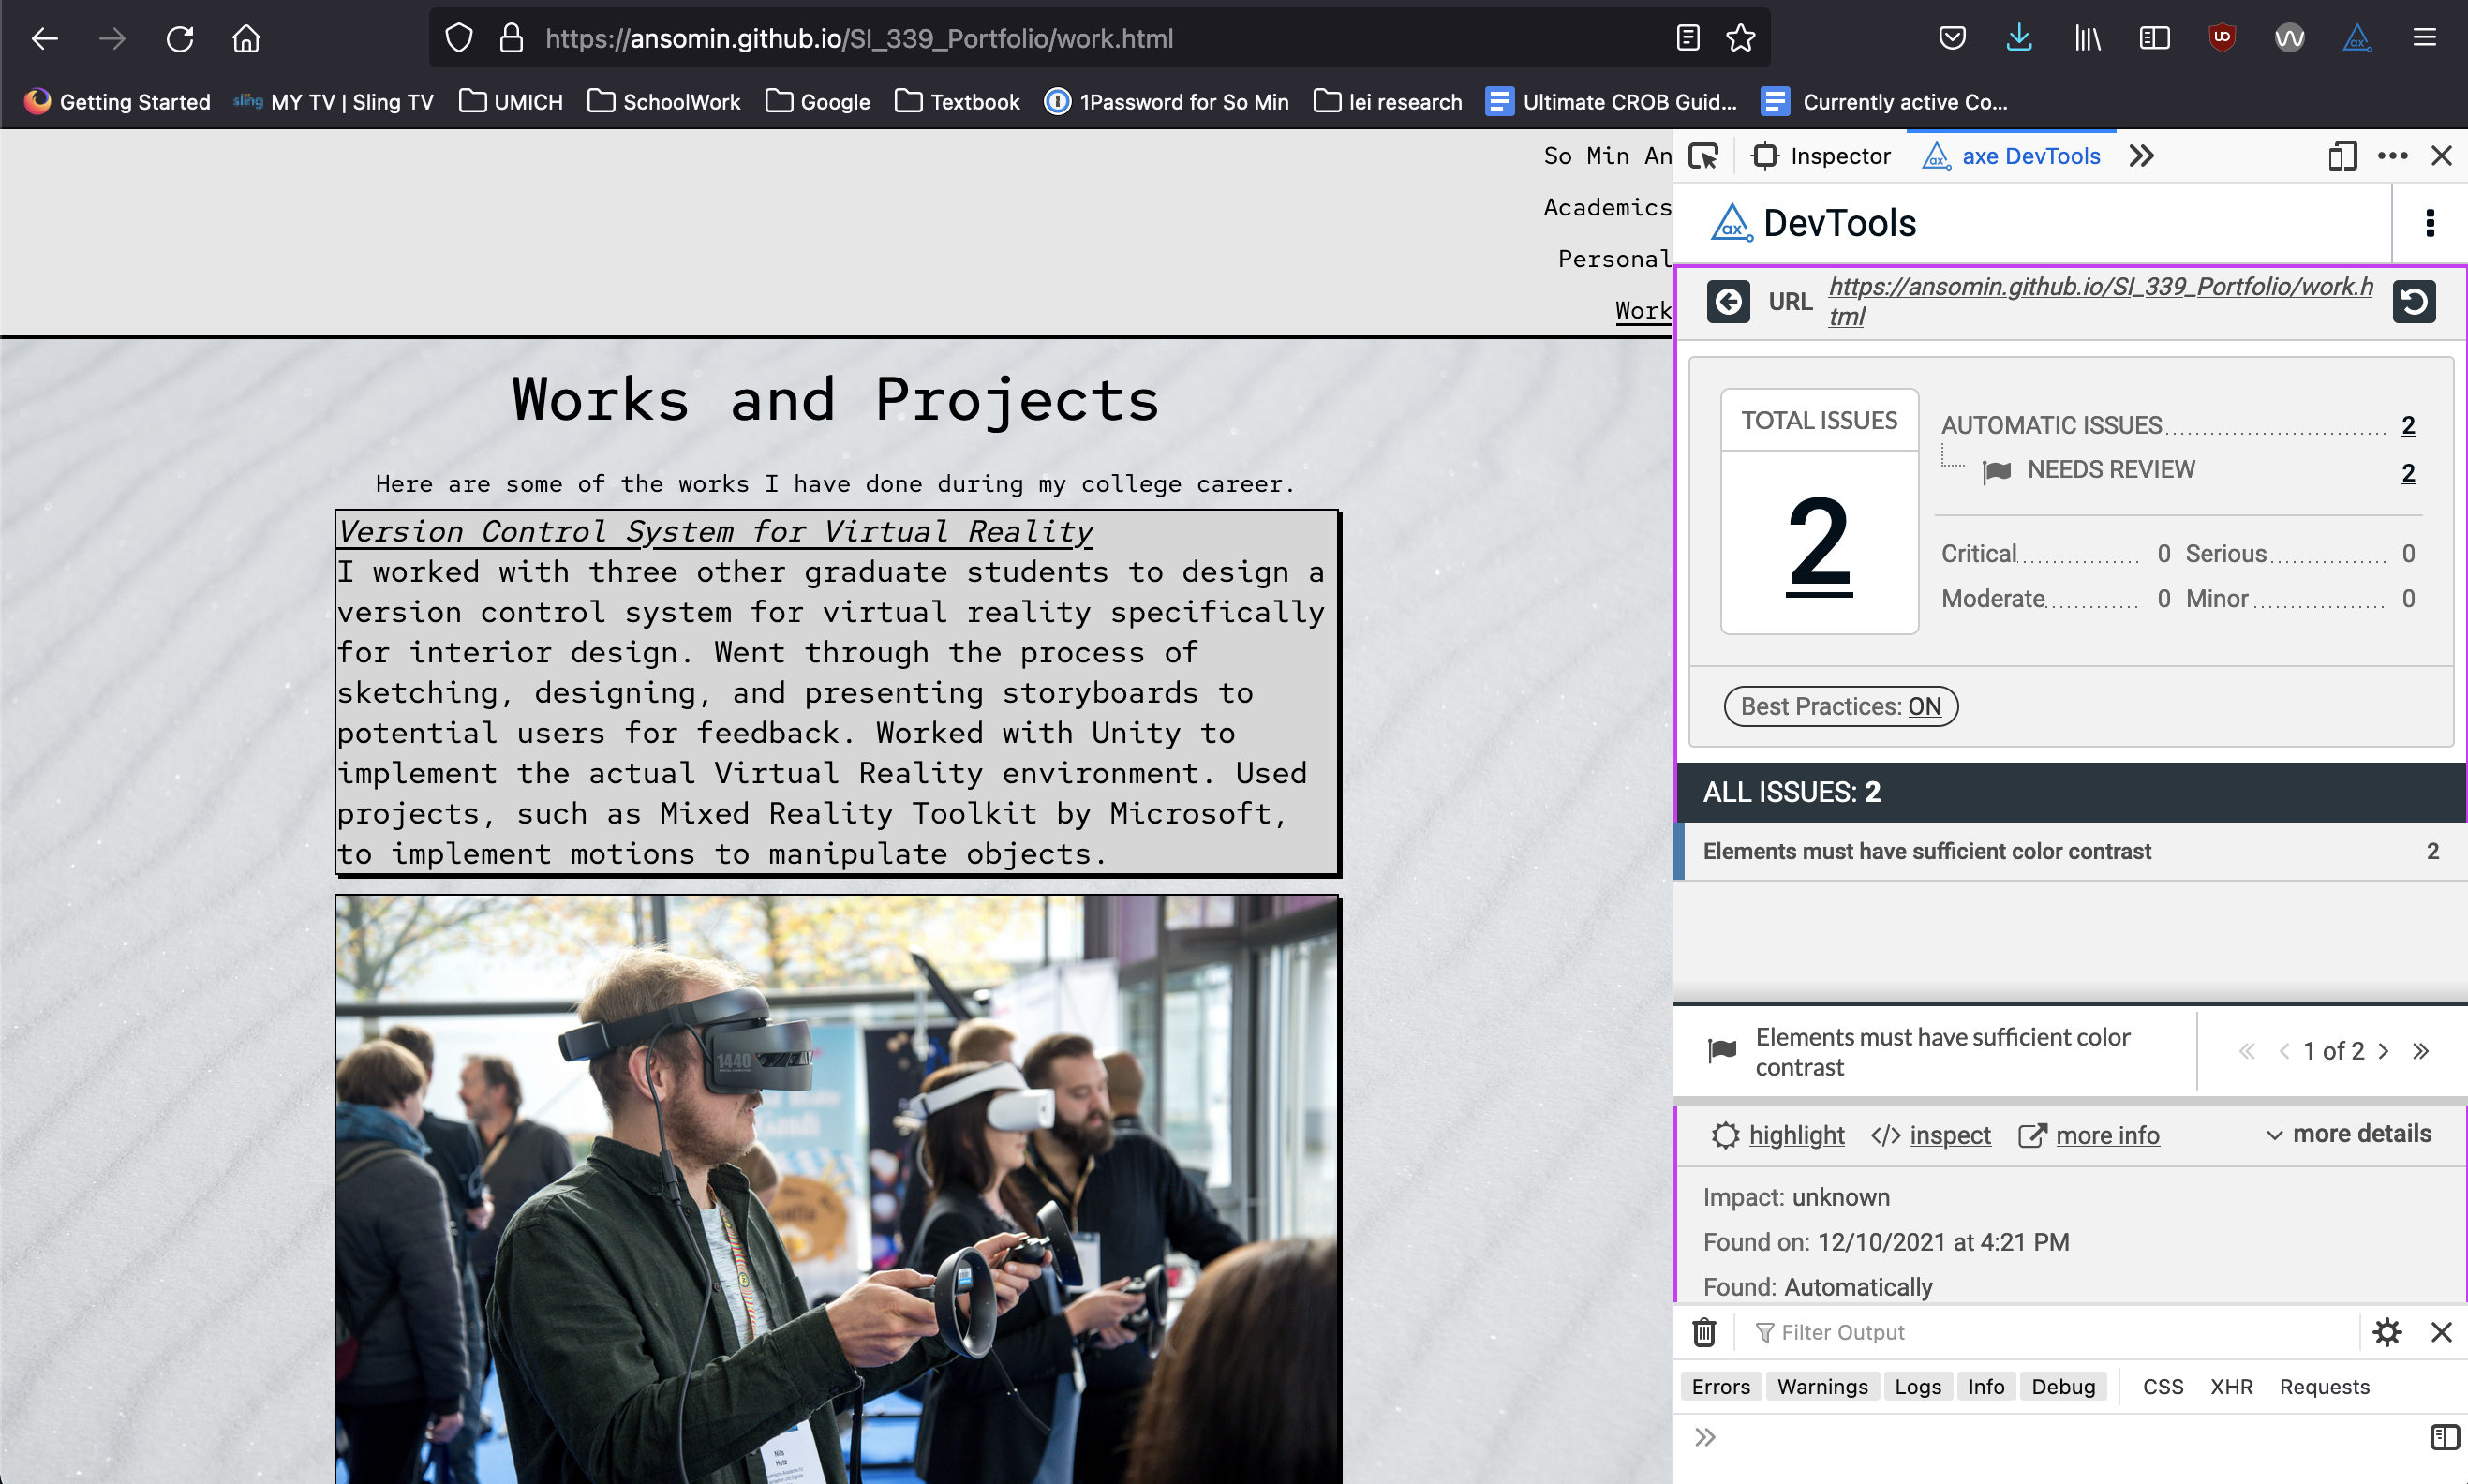 https://ansomin.github.io/SI_339_Portfolio/work.html
Getting Started
sling MY TV | Sling TV
UMICH
SchoolWork
Google
Textbook
1Password for So Min
lei research
Ultimate CROB Guid...
Currently active Co...
So Min An
Academics
Personal
Work
Works and Projects
Here are some of the works I have done during my college career.
Version Control System for Virtual Reality
I worked with three other graduate students to design a
version control system for virtual reality specifically
for interior design. Went through the process of
sketching, designing, and presenting storyboards to
potential users for feedback. Worked with Unity to
implement the actual Virtual Reality environment. Used
projects, such as Mixed Reality Toolkit by Microsoft,
to implement motions to manipulate objects.
1440
Nils
Inspector
ax axe DevTools
ax DevTools
URL
https://ansomin.github.io/SI_339_Portfolio/work.h
tml
TOTAL ISSUES
2
AUTOMATIC ISSUES 2
NEEDS REVIEW 2
Critical 0 Serious 0
Moderate 0 Minor 0
Best Practices: ON
ALL ISSUES: 2
Elements must have sufficient color contrast 2
Elements must have sufficient color
contrast
1 of 2
highlight
inspect
more info
more details
Impact: unknown
Found on: 12/10/2021 at 4:21 PM
Found: Automatically
Filter Output
Errors Warnings Logs Info Debug CSS XHR Requests